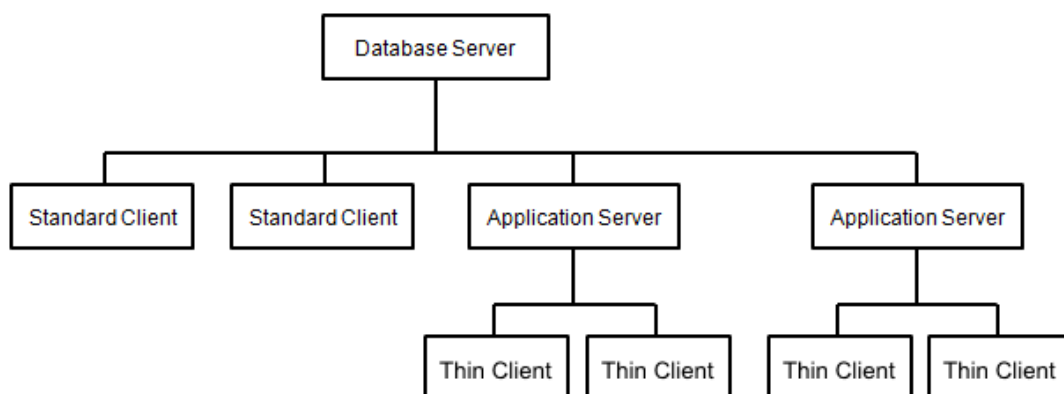 Database Server
Standard Client
Standard Client
Application Server
Application Server
Thin Client
Thin Client
Thin Client
Thin Client